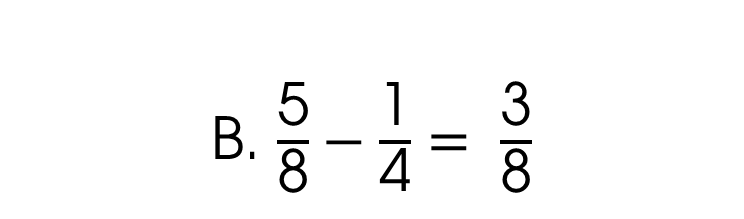 B. 5/8 − 1/4 = 3/8